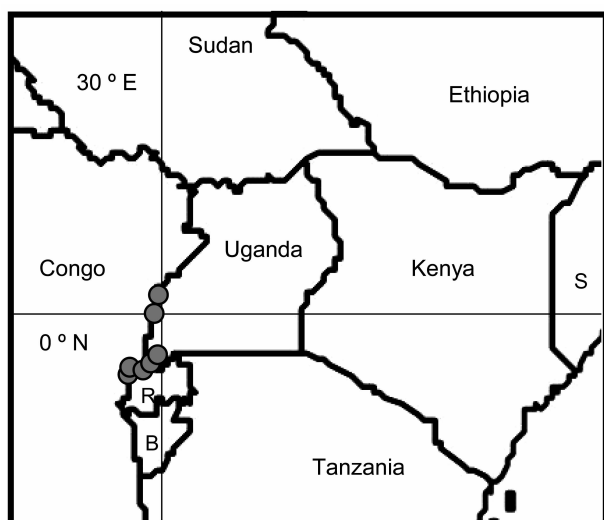 Sudan
30 º E
Ethiopia
Uganda
Congo
Kenya
S
0 º N
R
B
Tanzania